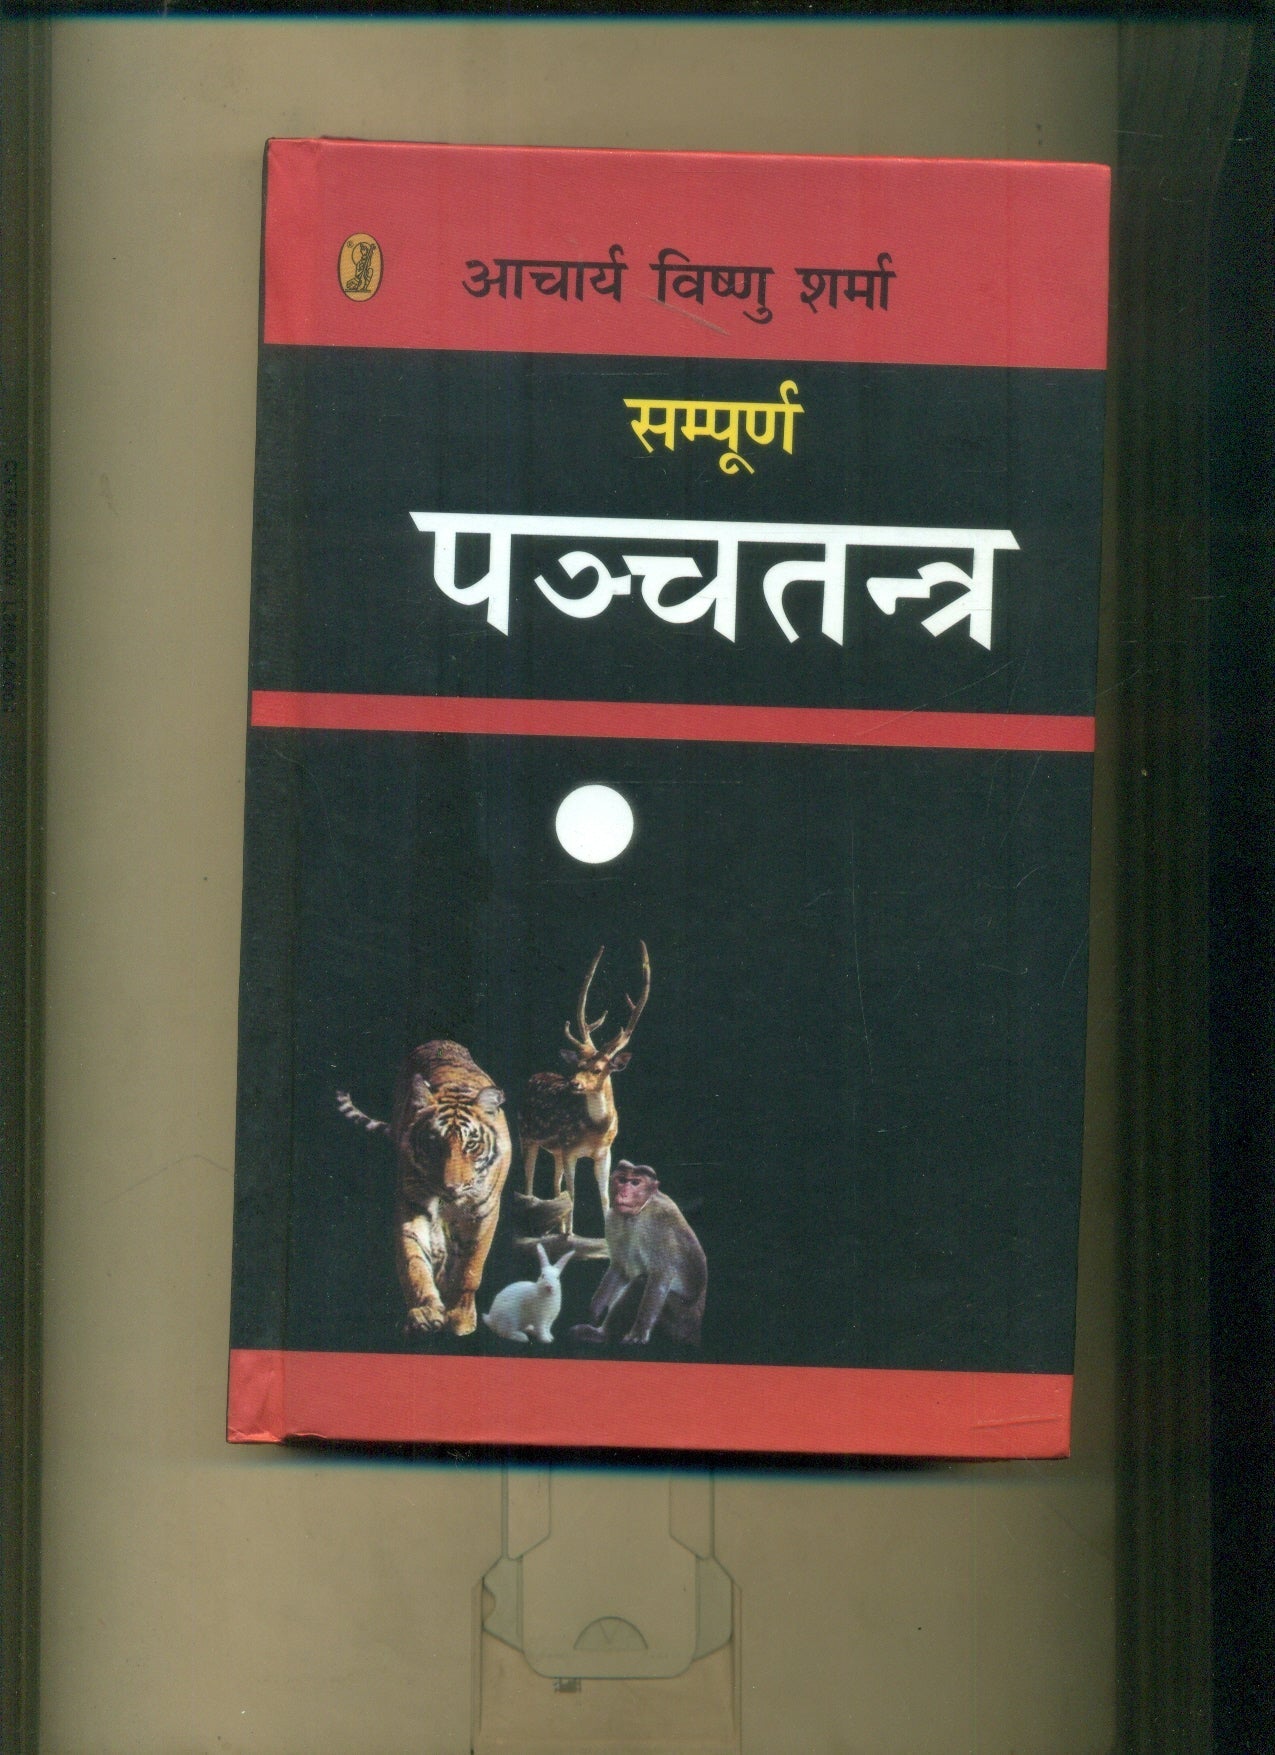 आचार्य विष्णु शर्मा
सम्पूर्ण
पञ्चतन्त्र